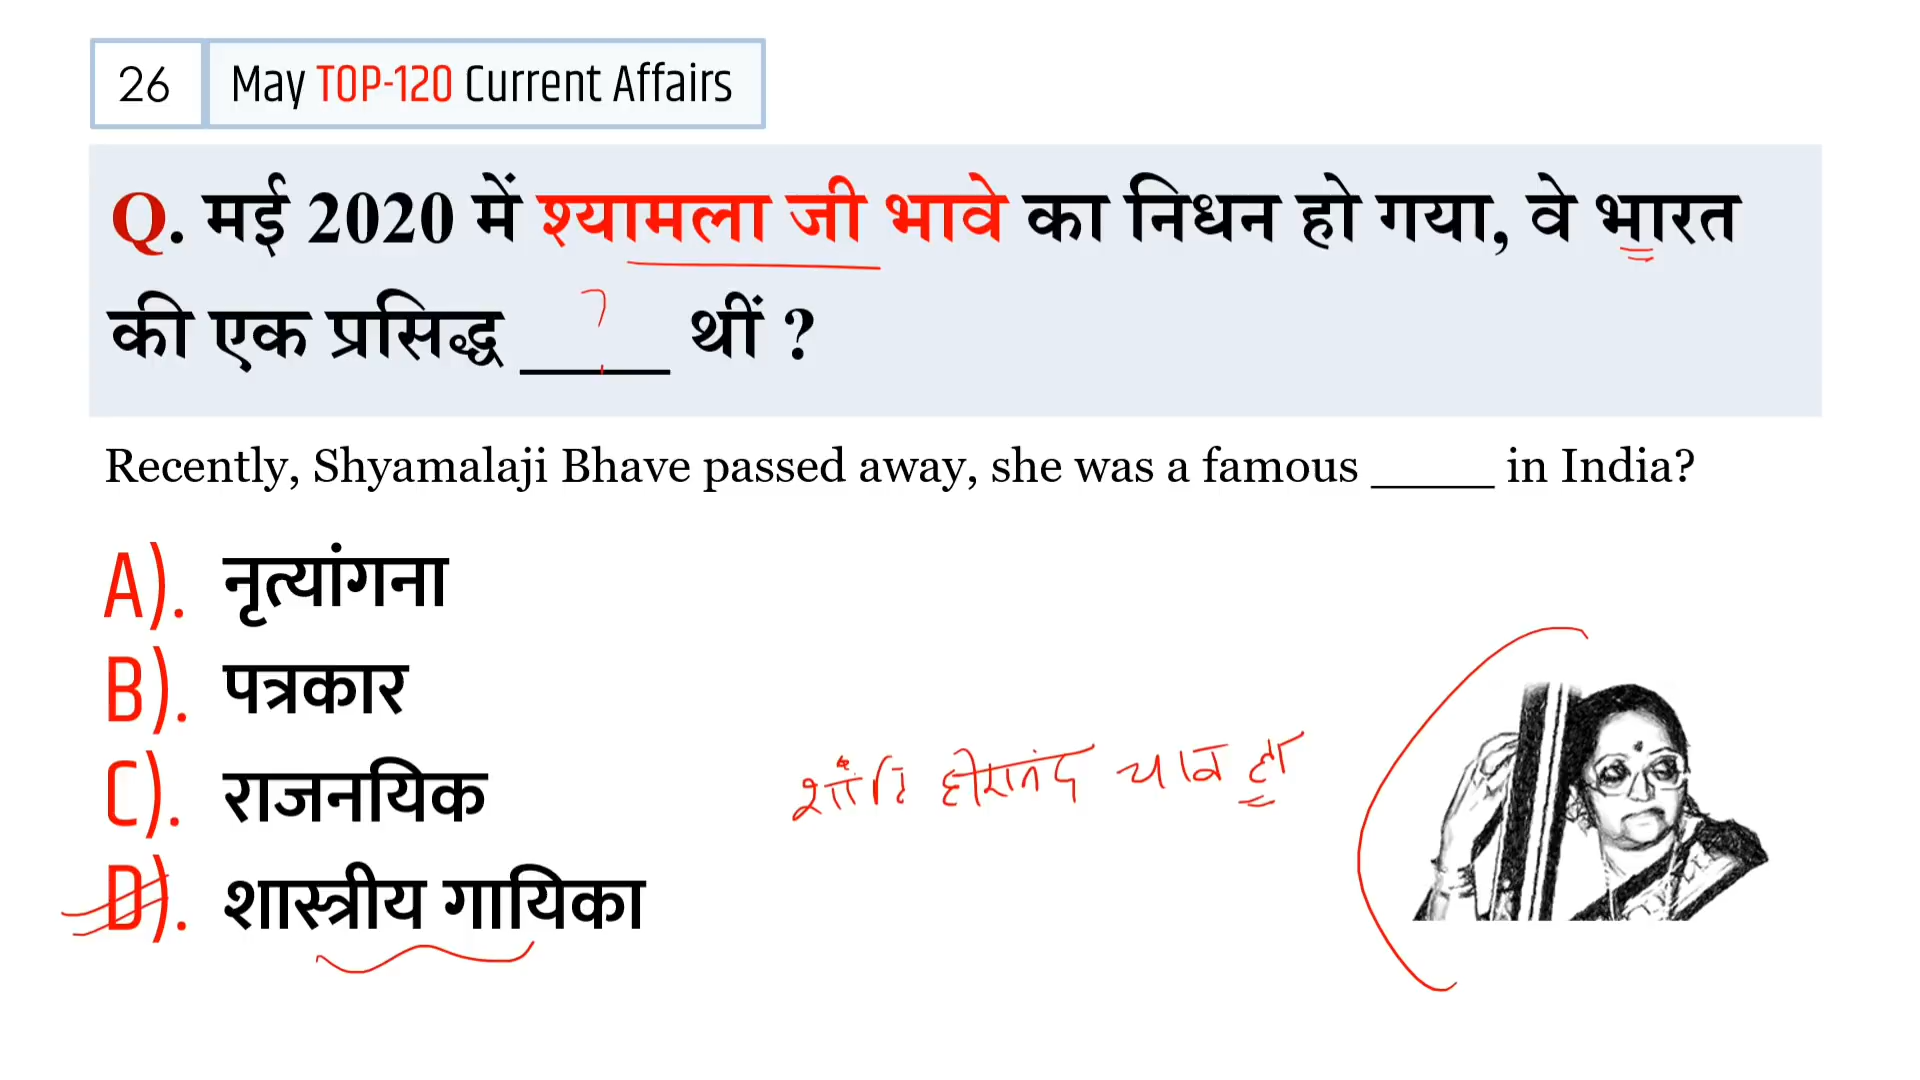 26 May TOP-120 Current Affairs
Q. मई 2020 में श्यामला जी भावे का निधन हो गया, वे भारत
की एक प्रसिद्ध _____ थीं ?
?
Recently, Shyamalaji Bhave passed away, she was a famous _____ in India?
A). नृत्यांगना
B). पत्रकार
C). राजनयिक
D). शास्त्रीय गायिका
हीरानंद